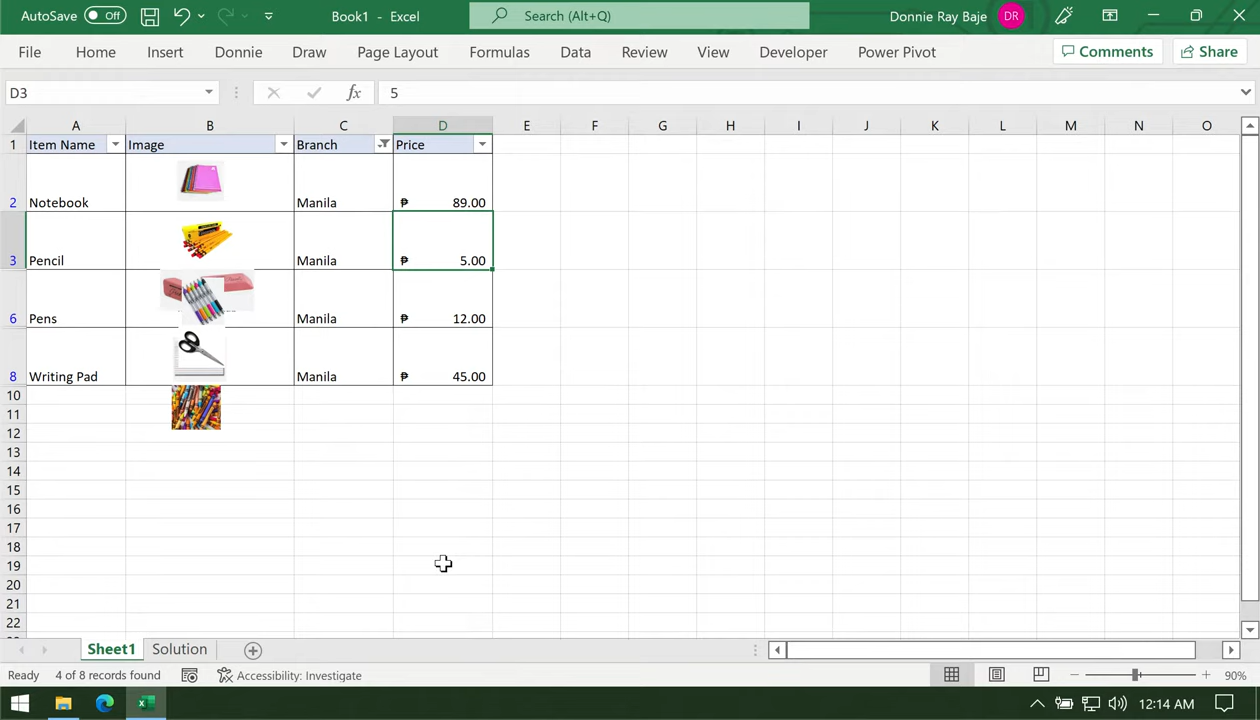 AutoSave Off Book1 - Excel Search (Alt+Q) Donnie Ray Baje DR
File Home Insert Donnie Draw Page Layout Formulas Data Review View Developer Power Pivot Comments Share
D3 fx 5
A B C D E F G H I J K L M N O
1 Item Name Image Branch Price
2 Notebook Manila ₱ 89.00
3 Pencil Manila ₱ 5.00
6 Pens Manila ₱ 12.00
8 Writing Pad Manila ₱ 45.00
10
11
12
13
14
15
16
17
18
19
20
21
22
Sheet1 Solution
Ready 4 of 8 records found Accessibility: Investigate 90%
12:14 AM